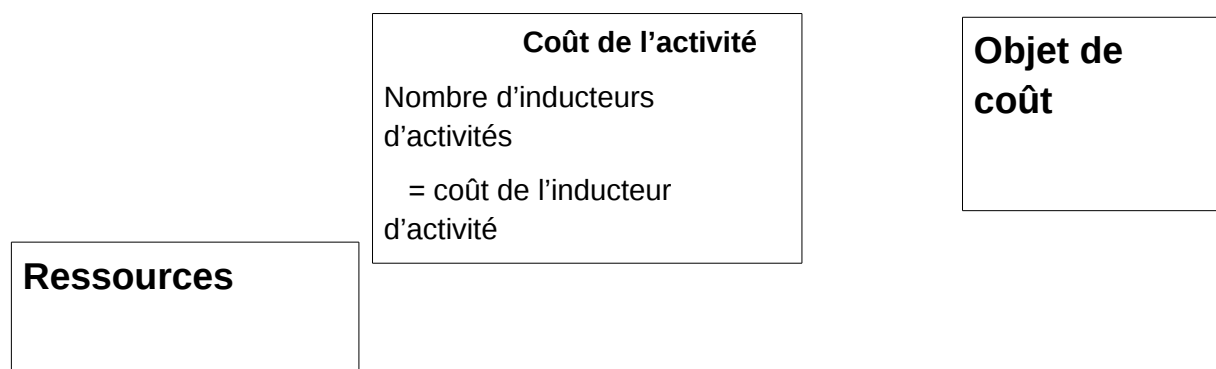 Coût de l’activité
Nombre d’inducteurs
d’activités
= coût de l’inducteur
d’activité
Objet de
coût
Ressources